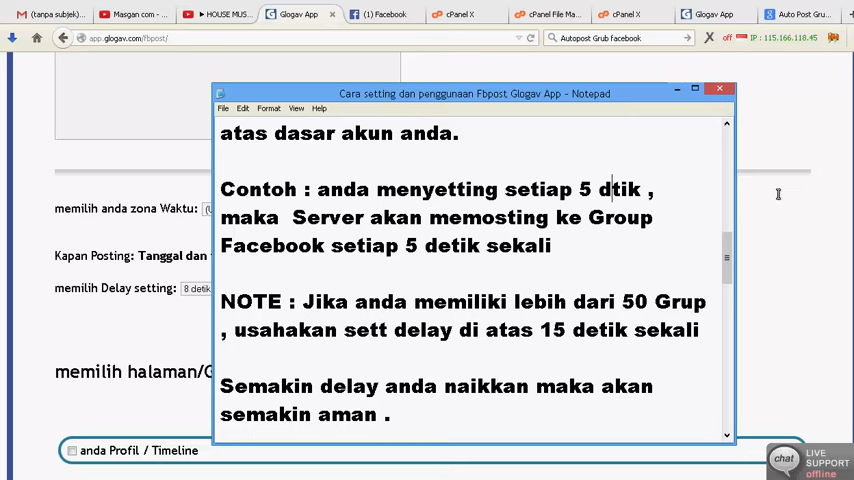 (tanpa subjek)...
Masgan com - ...
HOUSE MUS...
Glogav App
(1) Facebook
cPanel X
cPanel File Ma...
cPanel X
Glogav App
Auto Post Gru...
app.glogav.com/fbpost/
Autopost Grub facebook
off
IP : 115.166.118.45
Cara setting dan penggunaan Fbpost Glogav App - Notepad
File Edit Format View Help
atas dasar akun anda.
Contoh : anda menyetting setiap 5 dtik ,
maka Server akan memosting ke Group
Facebook setiap 5 detik sekali
NOTE : Jika anda memiliki lebih dari 50 Grup
, usahakan sett delay di atas 15 detik sekali
Semakin delay anda naikkan maka akan
semakin aman .
memilih anda zona Waktu: (U
Kapan Posting: Tanggal dan
memilih Delay setting: 8 detik
memilih halaman/G
anda Profil / Timeline
chat
LIVE
SUPPORT
offline